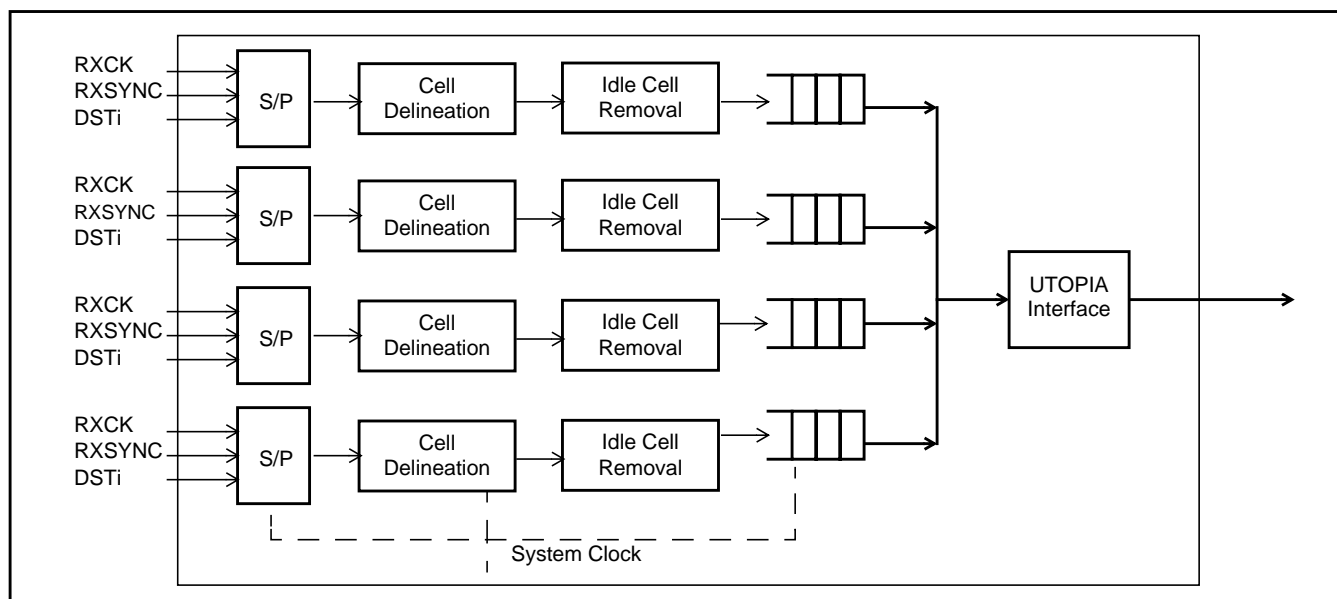 RXCK
RXSYNC
DSTi
S/P
Cell
Delineation
Idle Cell
Removal
RXCK
RXSYNC
DSTi
S/P
Cell
Delineation
Idle Cell
Removal
UTOPIA
Interface
RXCK
RXSYNC
DSTi
S/P
Cell
Delineation
Idle Cell
Removal
RXCK
RXSYNC
DSTi
S/P
Cell
Delineation
Idle Cell
Removal
System Clock